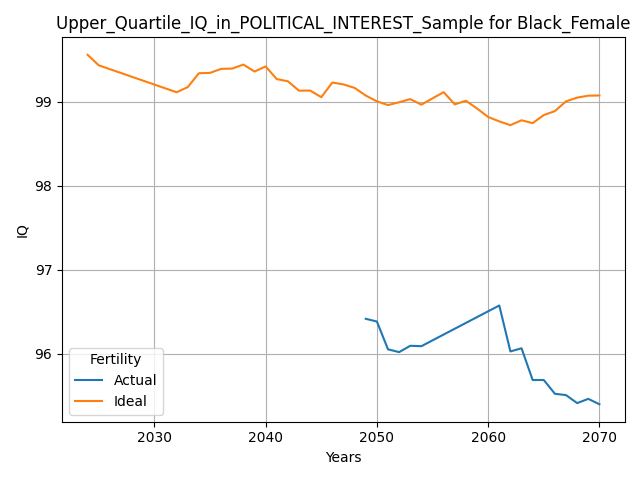 Upper_Quartile_IQ_in_POLITICAL_INTEREST_Sample for Black_Female
IQ
99
98
97
96
Fertility
Actual
Ideal
2030
2040
2050
2060
2070
Years